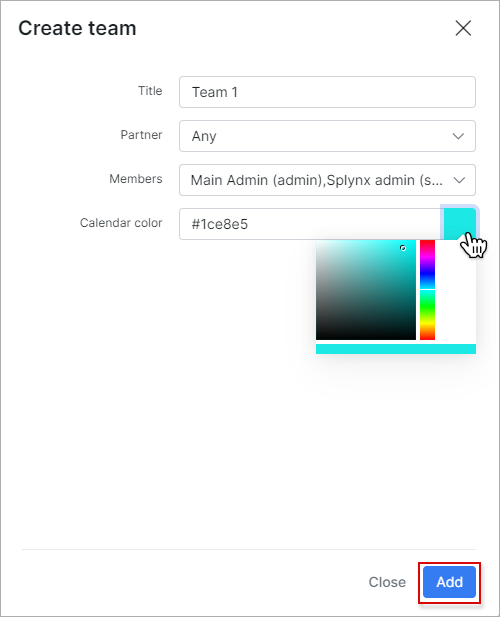 Create team
Title Team 1
Partner Any
Members Main Admin (admin),Splynx admin (s...
Calendar color #1ce8e5
Close Add